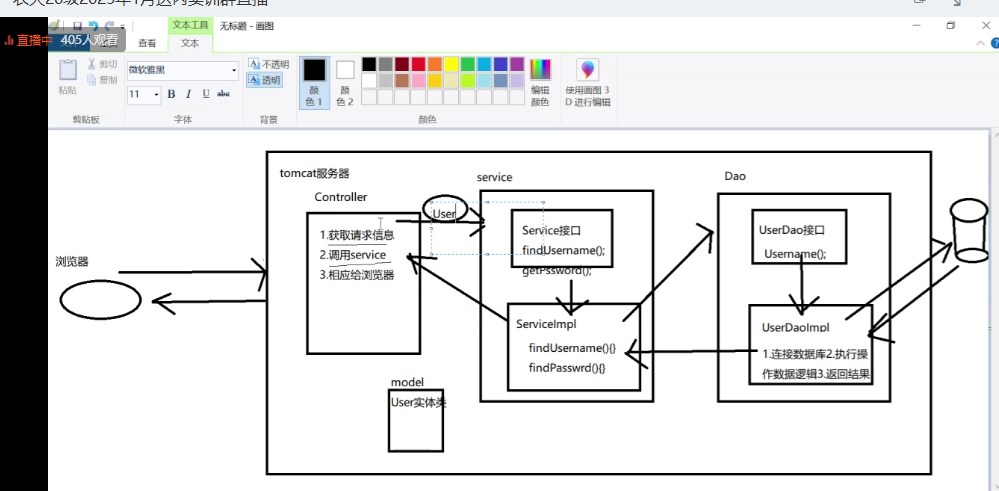 直播中 405人观看
文本工具 无标题 - 画图
查看 文本
粘贴
剪切
复制
剪贴板
微软雅黑
11 B I U abc
字体
不透明
透明
背景
颜色 1
颜色 2
颜色
编辑颜色
使用画图 3D 进行编辑
tomcat服务器
Controller
1.获取请求信息
2.调用service
3.相应给浏览器
User
service
Service接口
findUsername();
getPssword();
ServiceImpl
findUsername(){}
findPasswrd(){}
Dao
UserDao接口
Username();
UserDaoImpl
1.连接数据库2.执行操
作数据逻辑3.返回结果
浏览器
model
User实体类